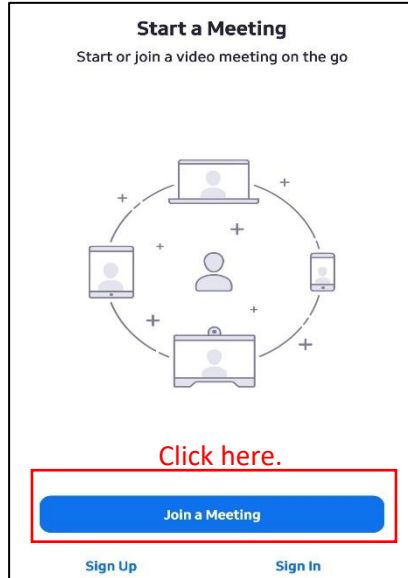 Start a Meeting
Start or join a video meeting on the go
Click here.
Join a Meeting
Sign Up Sign In